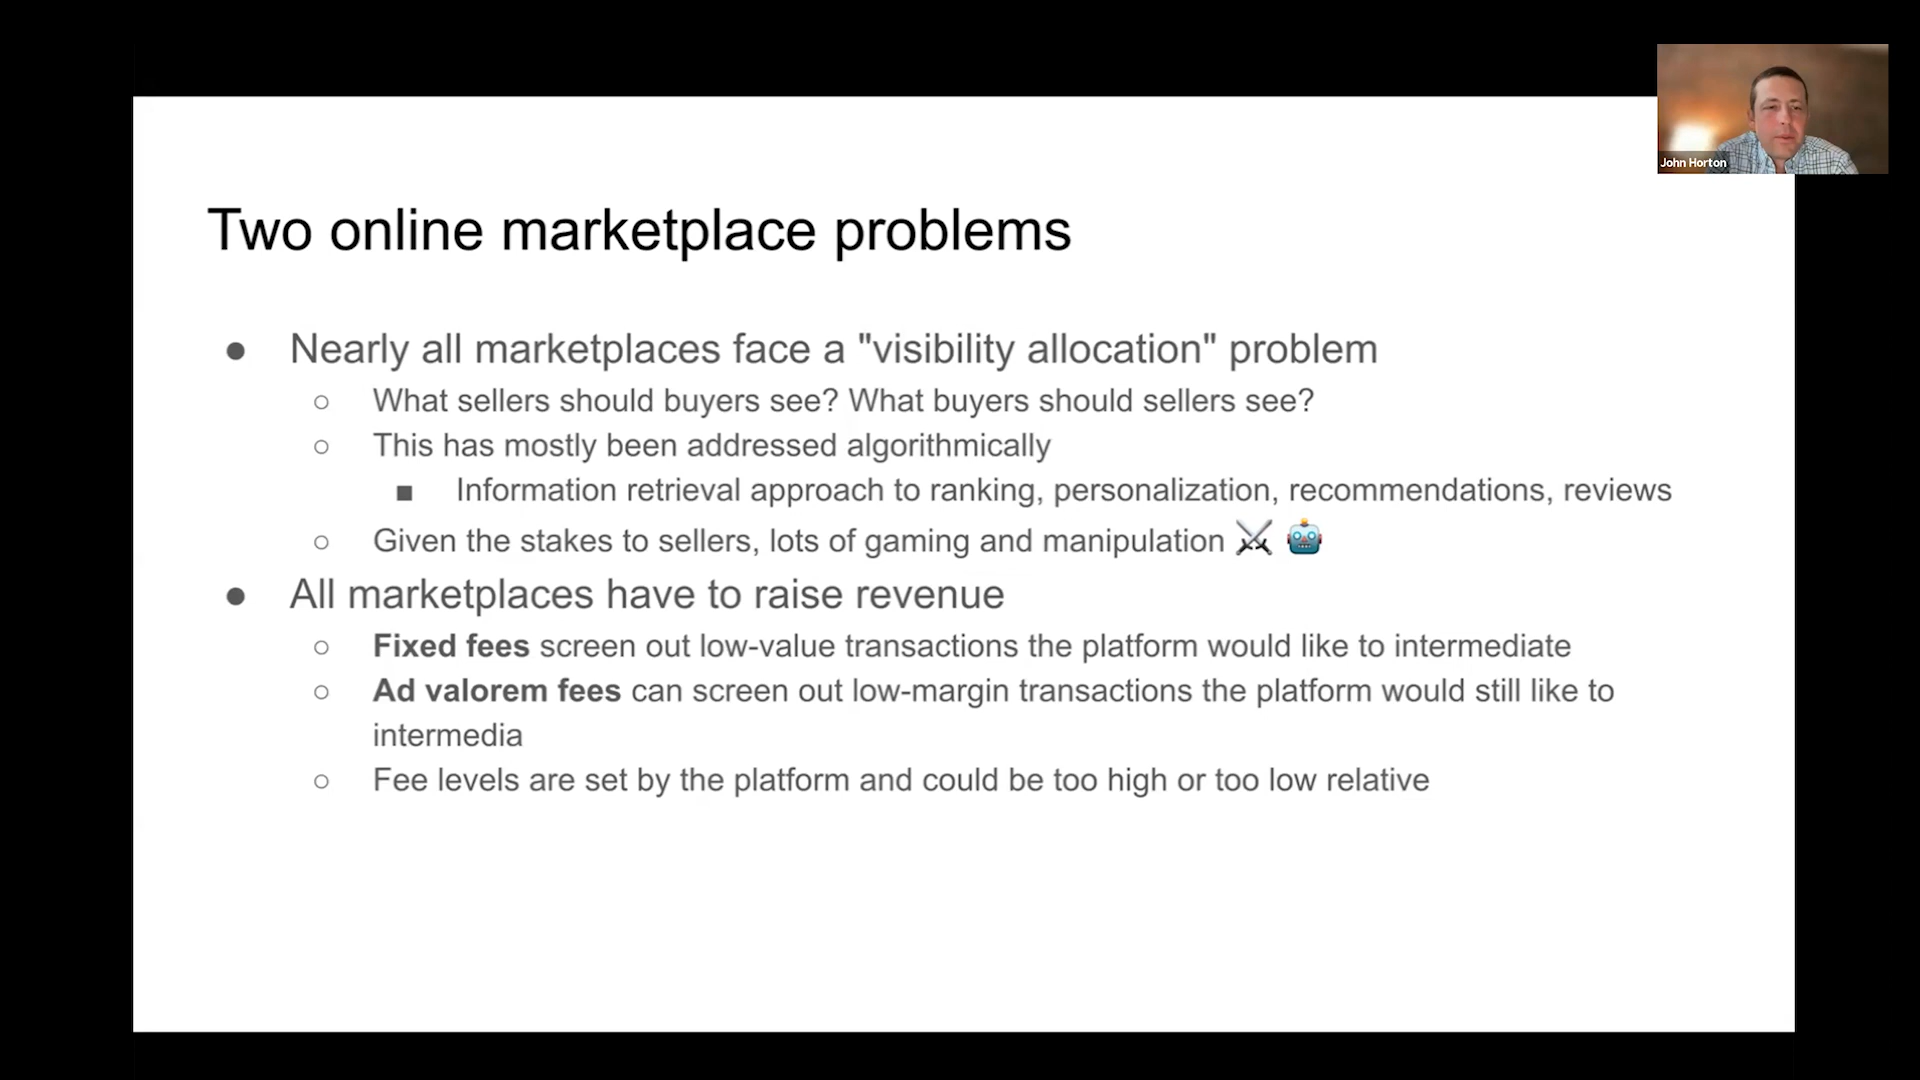 John Horton
Two online marketplace problems
● Nearly all marketplaces face a "visibility allocation" problem
○ What sellers should buyers see? What buyers should sellers see?
○ This has mostly been addressed algorithmically
■ Information retrieval approach to ranking, personalization, recommendations, reviews
○ Given the stakes to sellers, lots of gaming and manipulation ⚔️ 🤖
● All marketplaces have to raise revenue
○ Fixed fees screen out low-value transactions the platform would like to intermediate
○ Ad valorem fees can screen out low-margin transactions the platform would still like to
intermedia
○ Fee levels are set by the platform and could be too high or too low relative